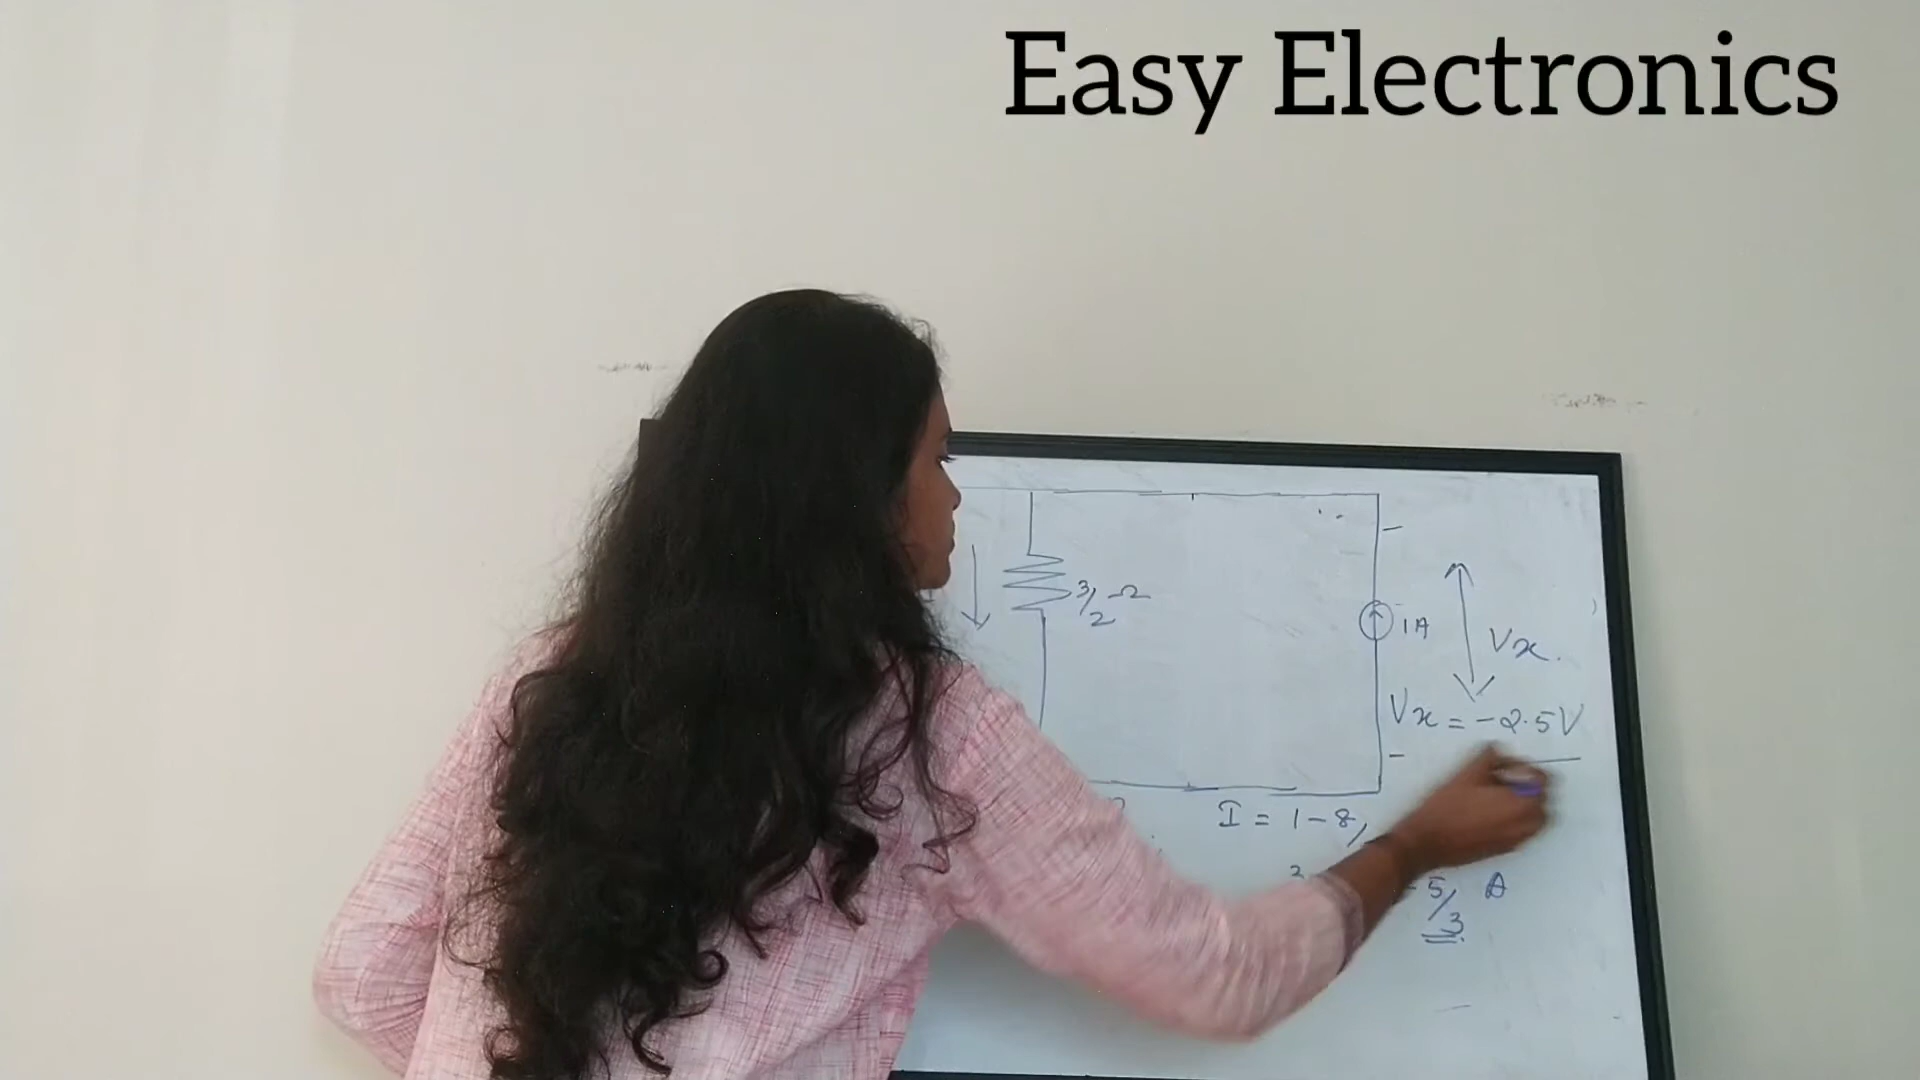 Easy Electronics
3/2 Ω
1A
Vx.
Vx = -2.5V
I = 1-8/
5/3 A